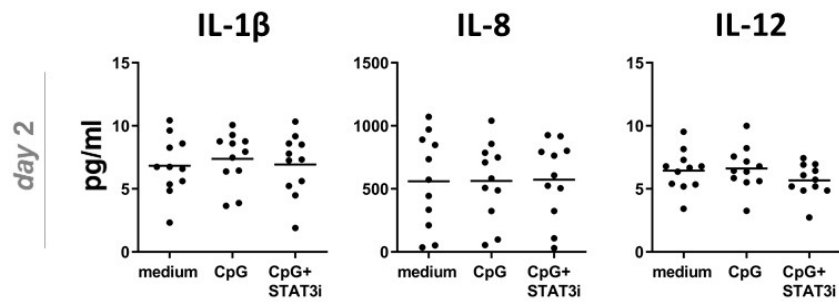 IL-1β
IL-8
IL-12
day 2
pg/ml
15
10
5
0
medium
CpG
CpG+
STAT3i
1500
1000
500
0
medium
CpG
CpG+
STAT3i
15
10
5
0
medium
CpG
CpG+
STAT3i